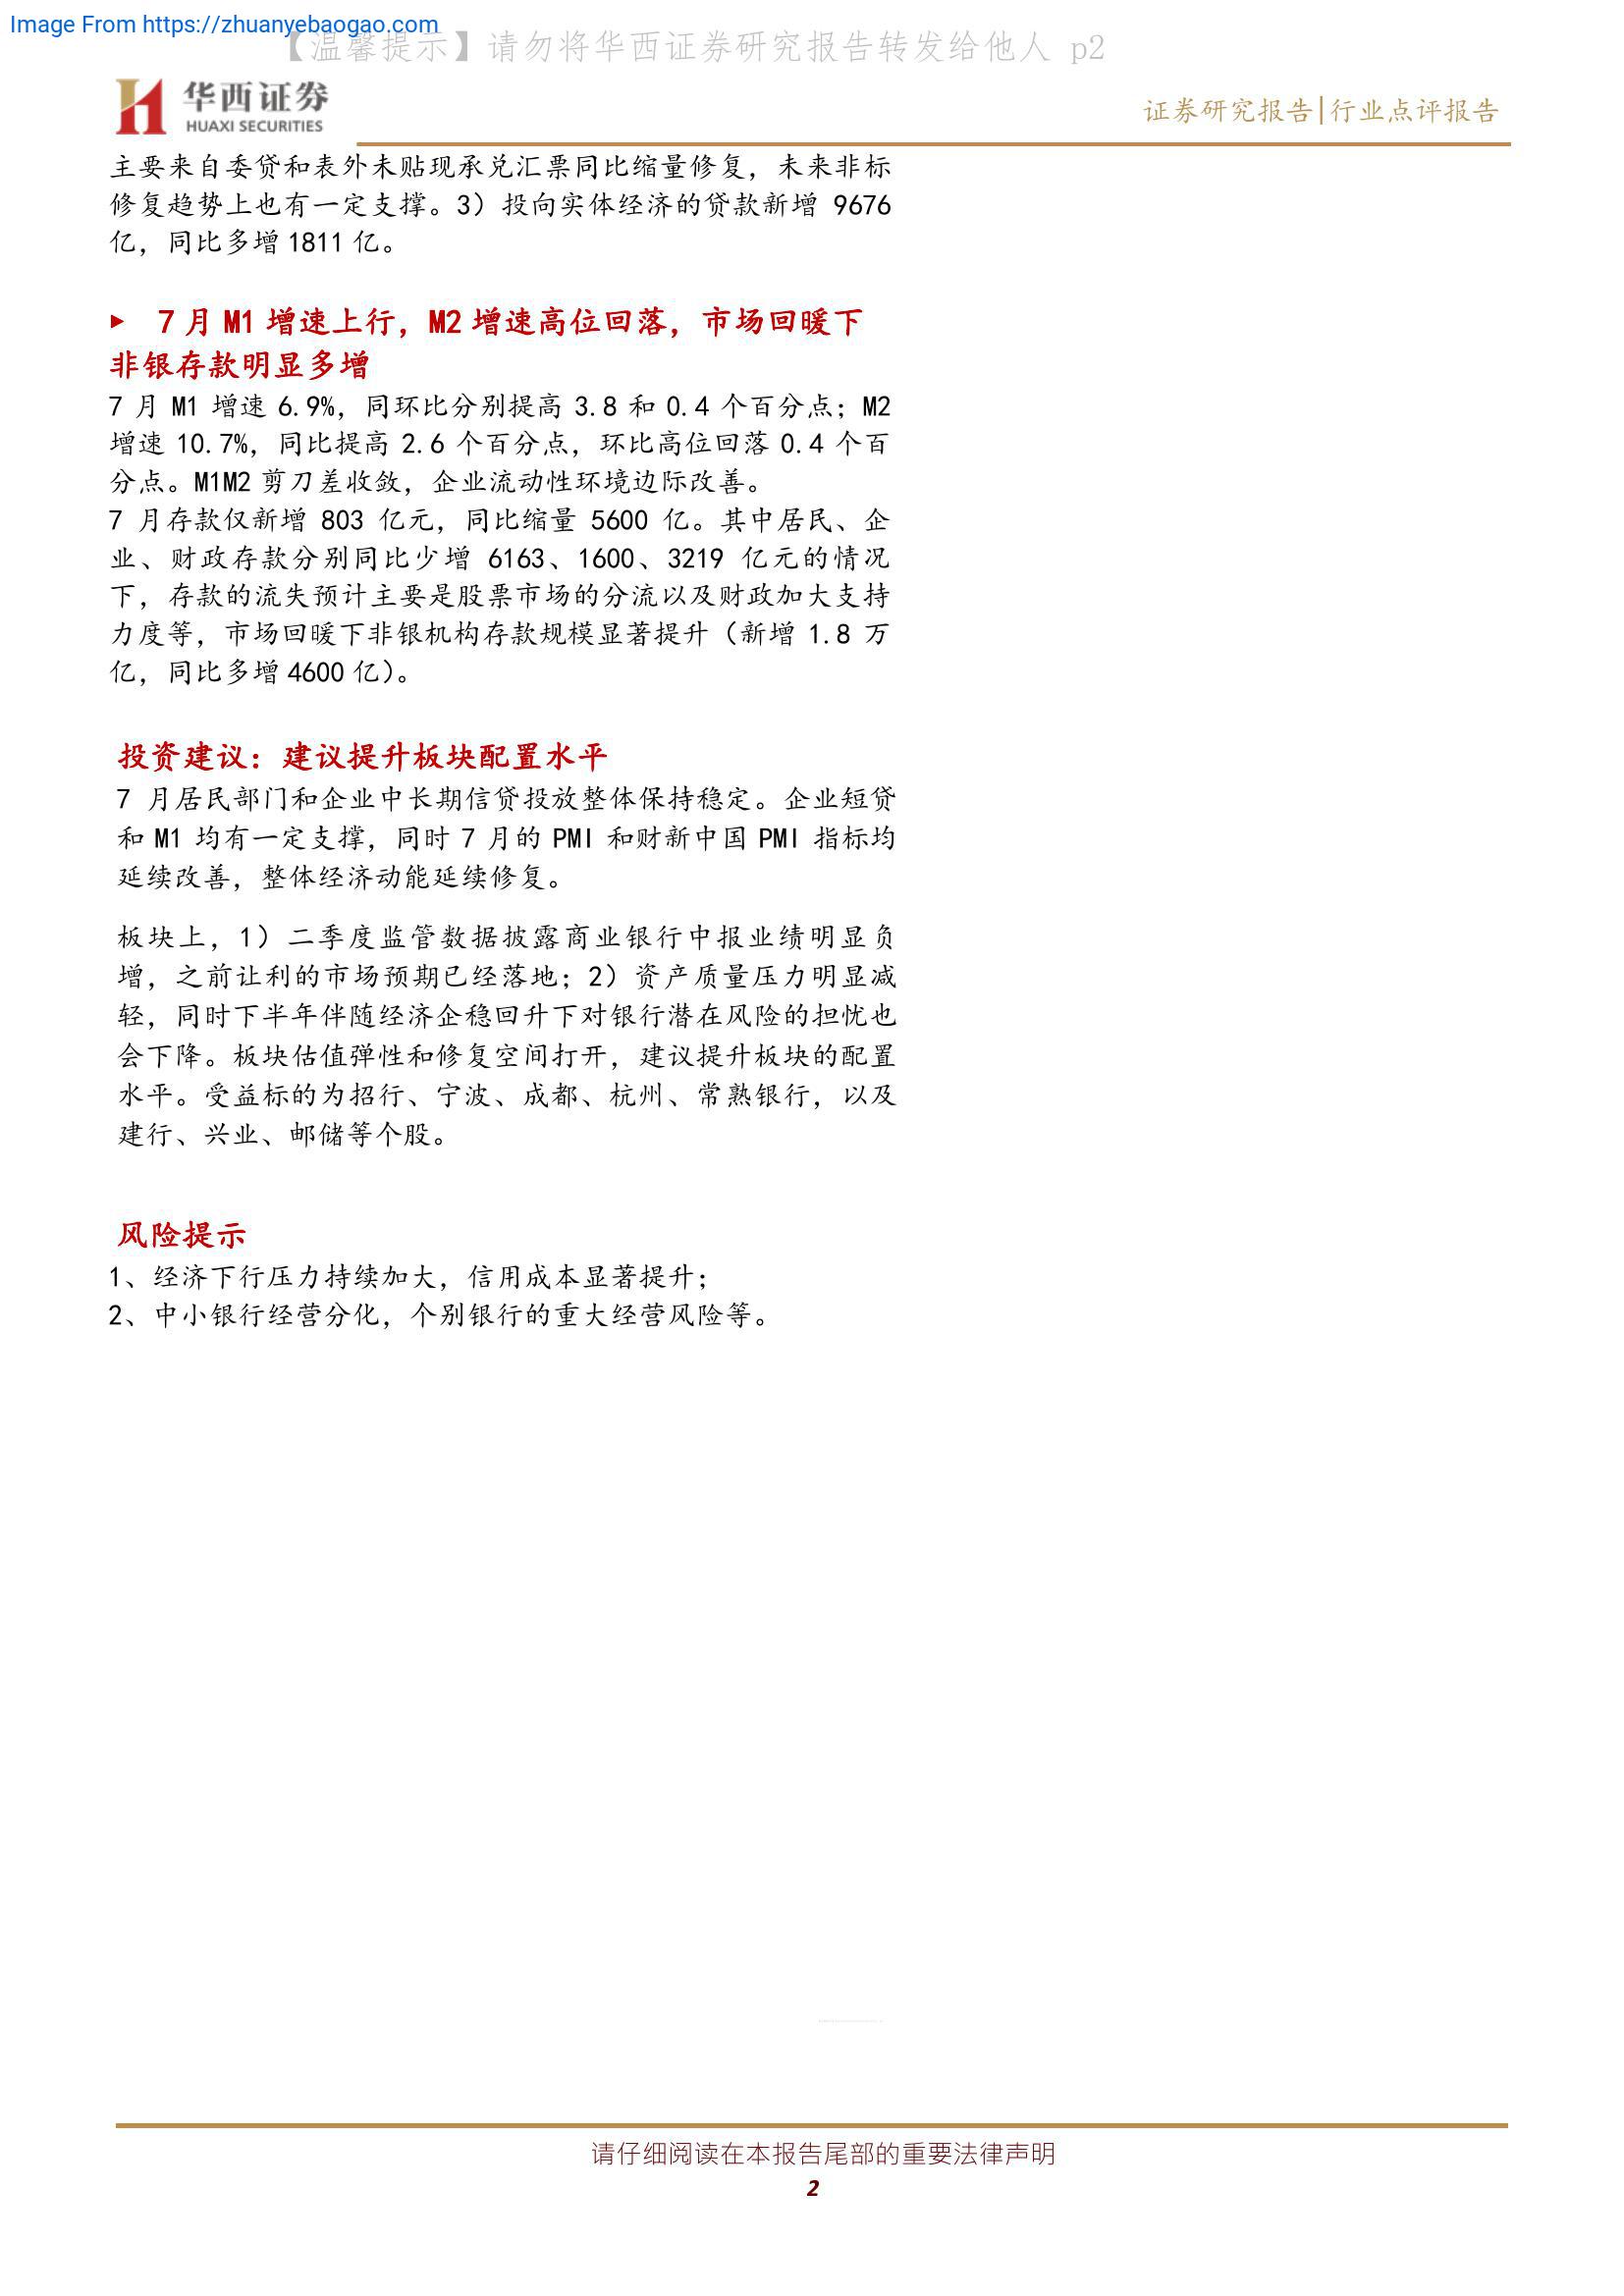 Image From https://zhuanyebaogao.com
【温馨提示】请勿将华西证券研究报告转发给他人 p2
华西证券
HUAXI SECURITIES
证券研究报告|行业点评报告
主要来自委贷和表外未贴现承兑汇票同比缩量修复，未来非标
修复趋势上也有一定支撑。3）投向实体经济的贷款新增 9676
亿，同比多增 1811 亿。
▶ 7 月 M1 增速上行，M2 增速高位回落，市场回暖下
非银存款明显多增
7 月 M1 增速 6.9%，同环比分别提高 3.8 和 0.4 个百分点；M2
增速 10.7%，同比提高 2.6 个百分点，环比高位回落 0.4 个百
分点。M1M2 剪刀差收敛，企业流动性环境边际改善。
7 月存款仅新增 803 亿元，同比缩量 5600 亿。其中居民、企
业、财政存款分别同比少增 6163、1600、3219 亿元的情况
下，存款的流失预计主要是股票市场的分流以及财政加大支持
力度等，市场回暖下非银机构存款规模显著提升（新增 1.8 万
亿，同比多增 4600 亿）。
投资建议：建议提升板块配置水平
7 月居民部门和企业中长期信贷投放整体保持稳定。企业短贷
和 M1 均有一定支撑，同时 7 月的 PMI 和财新中国 PMI 指标均
延续改善，整体经济动能延续修复。
板块上，1）二季度监管数据披露商业银行中报业绩明显负
增，之前让利的市场预期已经落地；2）资产质量压力明显减
轻，同时下半年伴随经济企稳回升下对银行潜在风险的担忧也
会下降。板块估值弹性和修复空间打开，建议提升板块的配置
水平。受益标的为招行、宁波、成都、杭州、常熟银行，以及
建行、兴业、邮储等个股。
风险提示
1、经济下行压力持续加大，信用成本显著提升；
2、中小银行经营分化，个别银行的重大经营风险等。
请仔细阅读在本报告尾部的重要法律声明
2